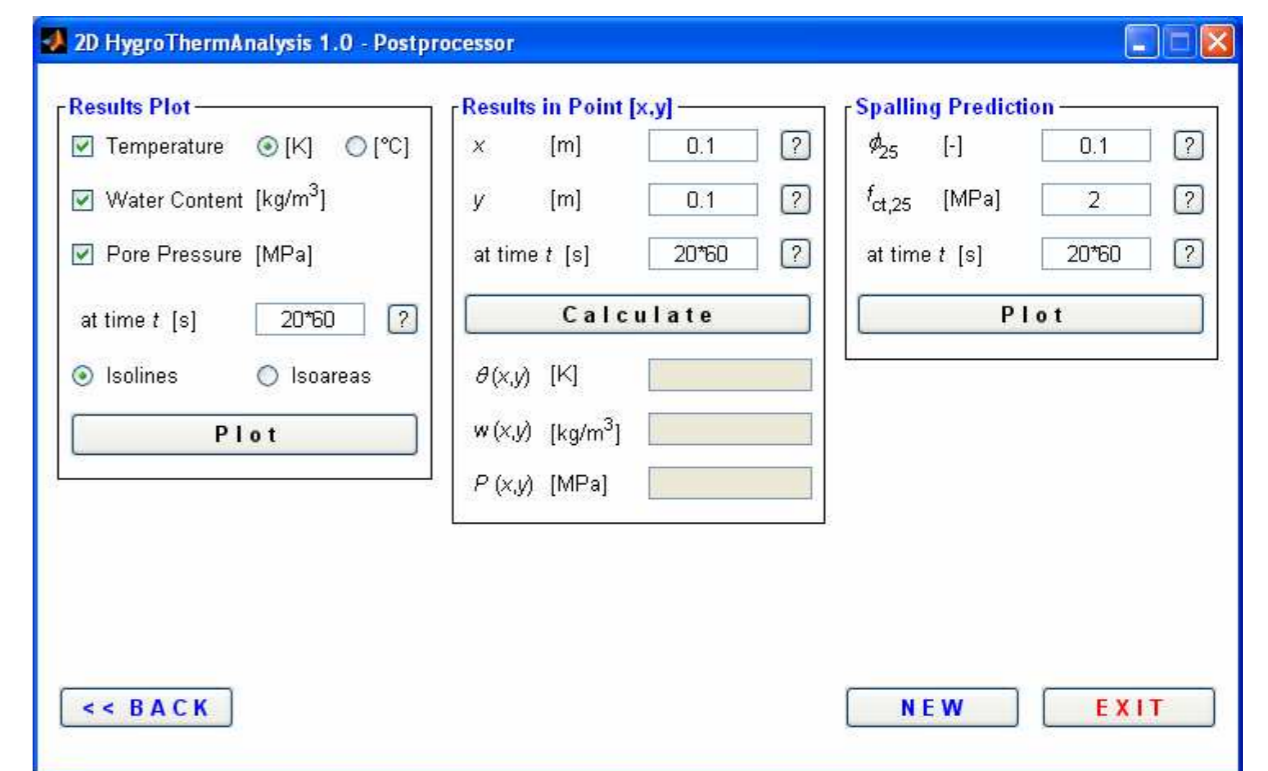 2D HygroThermAnalysis 1.0 - Postprocessor
Results Plot
Temperature [K] [°C]
Water Content [kg/m³]
Pore Pressure [MPa]
at time t [s] 20*60 ?
Isolines Isoareas
Plot
Results in Point [x,y]
x [m] 0.1 ?
y [m] 0.1 ?
at time t [s] 20*60 ?
Calculate
θ(x,y) [K]
w(x,y) [kg/m³]
P(x,y) [MPa]
Spalling Prediction
ϕ25 [-] 0.1 ?
fct,25 [MPa] 2 ?
at time t [s] 20*60 ?
Plot
<< BACK
NEW
EXIT